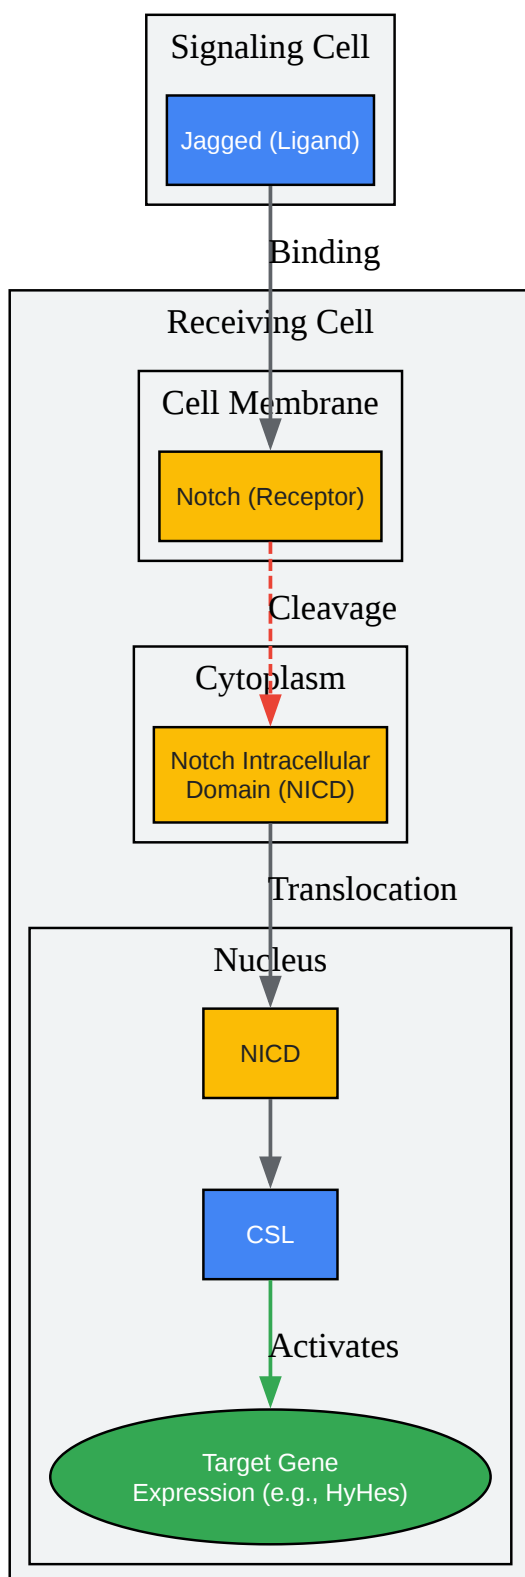 Signaling Cell
Jagged (Ligand)
Binding
Receiving Cell
Cell Membrane
Notch (Receptor)
Cleavage
Cytoplasm
Notch Intracellular
Domain (NICD)
Translocation
Nucleus
NICD
CSL
Activates
Target Gene
Expression (e.g., HyHes)